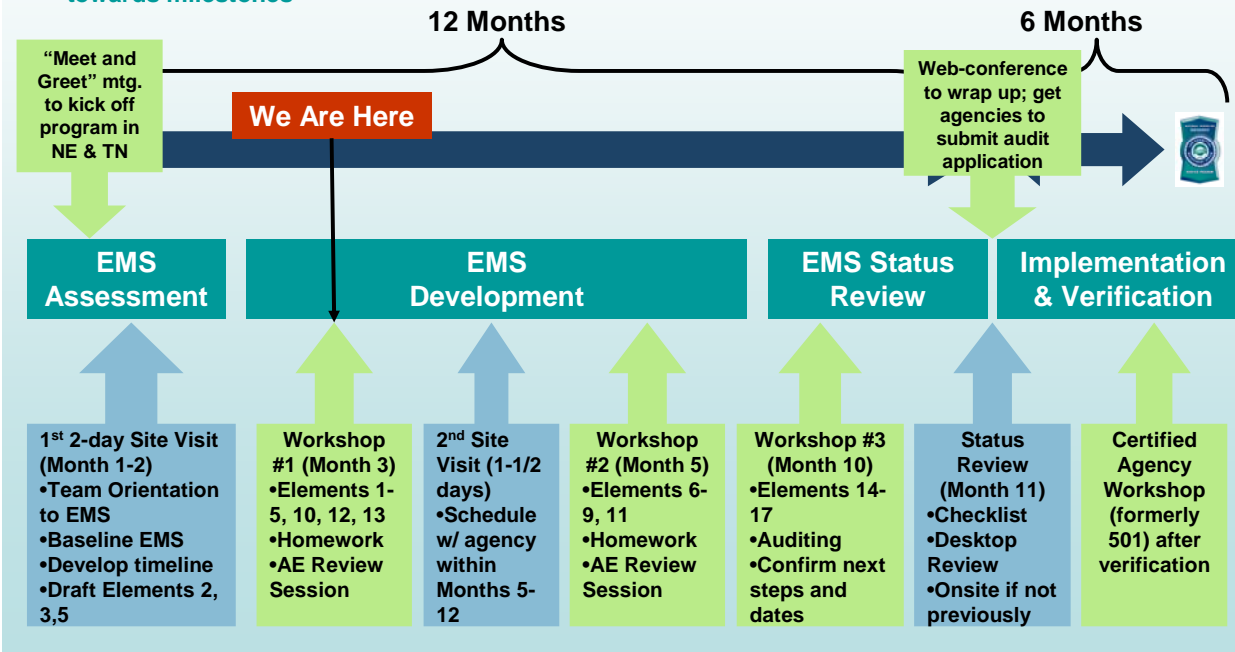 towards milestones
12 Months
6 Months
“Meet and
Greet” mtg.
to kick off
program in
NE & TN
We Are Here
Web-conference
to wrap up; get
agencies to
submit audit
application
EMS
Assessment
EMS
Development
EMS Status
Review
Implementation
& Verification
1st 2-day Site Visit
(Month 1-2)
•Team Orientation
to EMS
•Baseline EMS
•Develop timeline
•Draft Elements 2,
3,5
Workshop
#1 (Month 3)
•Elements 1-
5, 10, 12, 13
•Homework
•AE Review
Session
2nd Site
Visit (1-1/2
days)
•Schedule
w/ agency
within
Months 5-
12
Workshop
#2 (Month 5)
•Elements 6-
9, 11
•Homework
•AE Review
Session
Workshop #3
(Month 10)
•Elements 14-
17
•Auditing
•Confirm next
steps and
dates
Status
Review
(Month 11)
•Checklist
•Desktop
Review
•Onsite if not
previously
Certified
Agency
Workshop
(formerly
501) after
verification